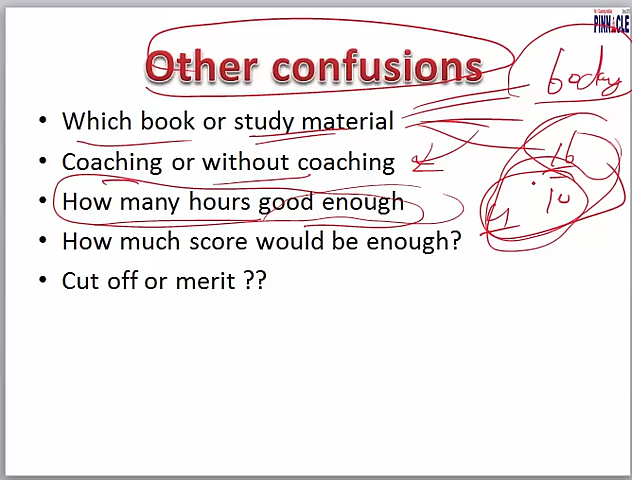 PINNACLE
Other confusions
• Which book or study material
• Coaching or without coaching
• How many hours good enough
• How much score would be enough?
• Cut off or merit ??
16
10